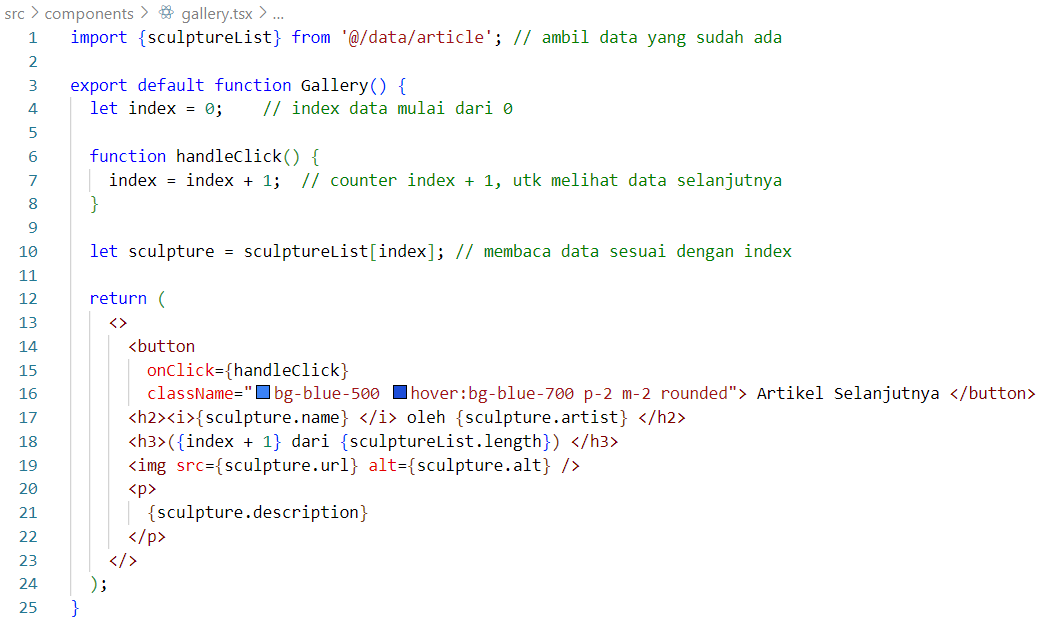 src > components > gallery.tsx > ...
1 import {sculptureList} from '@/data/article'; // ambil data yang sudah ada
2
3 export default function Gallery() {
4   let index = 0;    // index data mulai dari 0
5
6   function handleClick() {
7     index = index + 1;  // counter index + 1, utk melihat data selanjutnya
8   }
9
10   let sculpture = sculptureList[index]; // membaca data sesuai dengan index
11
12   return (
13     <>
14       <button
15         onClick={handleClick}
16         className="bg-blue-500 hover:bg-blue-700 p-2 m-2 rounded"> Artikel Selanjutnya </button>
17       <h2><i>{sculpture.name} </i> oleh {sculpture.artist} </h2>
18       <h3>({index + 1} dari {sculptureList.length}) </h3>
19       <img src={sculpture.url} alt={sculpture.alt} />
20       <p>
21         {sculpture.description}
22       </p>
23     </>
24   );
25 }